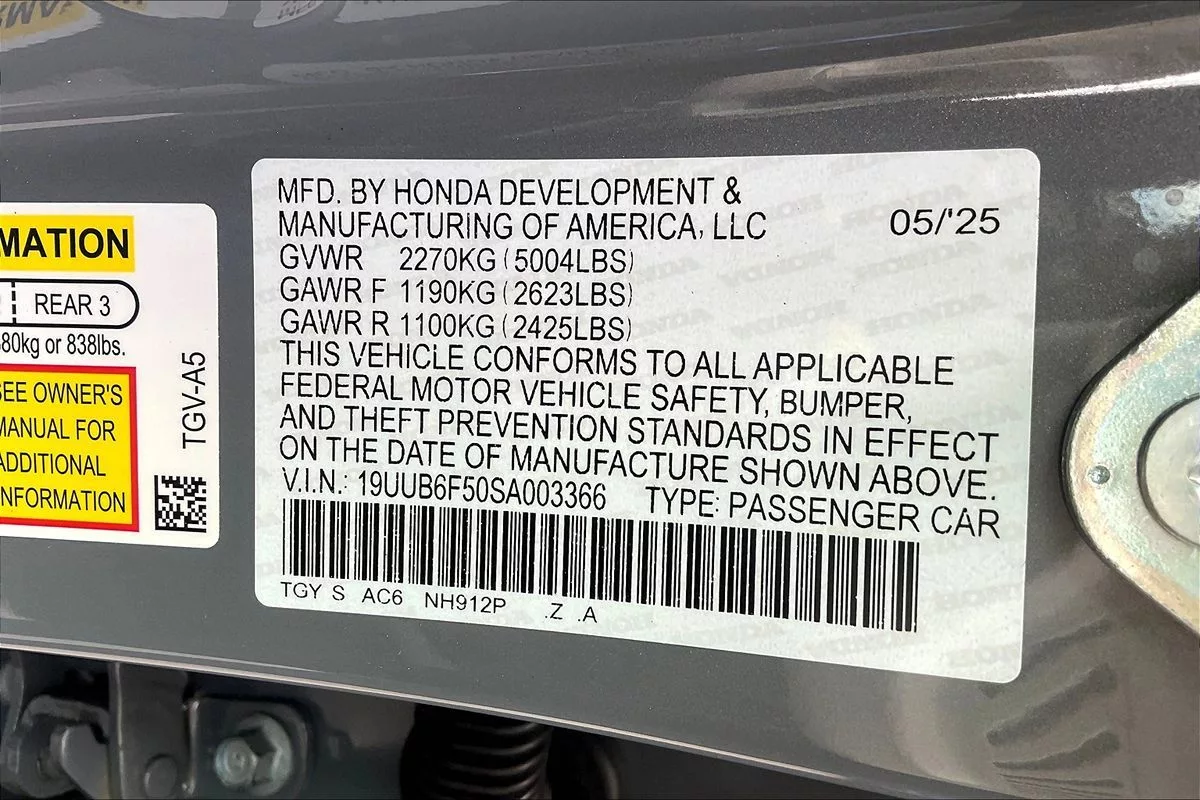 MATION
REAR 3
80kg or 838lbs.
SEE OWNER'S
MANUAL FOR
ADDITIONAL
INFORMATION
TGV-A5
MFD. BY HONDA DEVELOPMENT &
MANUFACTURING OF AMERICA, LLC 05/'25
GVWR 2270KG (5004LBS)
GAWR F 1190KG (2623LBS)
GAWR R 1100KG (2425LBS)
THIS VEHICLE CONFORMS TO ALL APPLICABLE
FEDERAL MOTOR VEHICLE SAFETY, BUMPER,
AND THEFT PREVENTION STANDARDS IN EFFECT
ON THE DATE OF MANUFACTURE SHOWN ABOVE.
V.I.N.: 19UUB6F50SA003366 TYPE: PASSENGER CAR
TGY S AC6 NH912P .Z .A